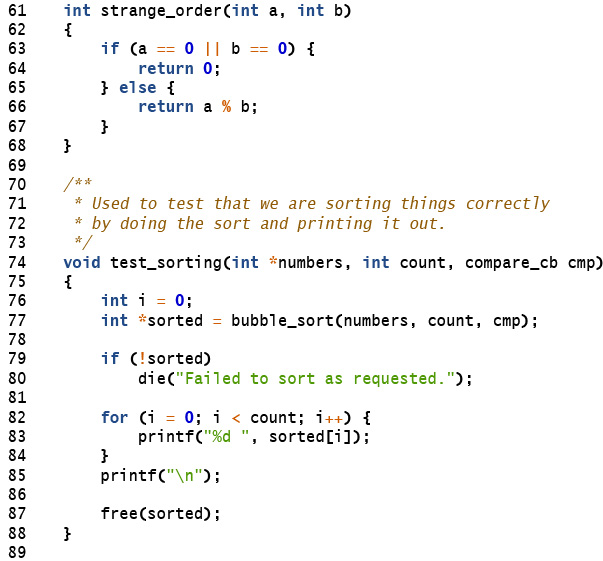 61 int strange_order(int a, int b)
62 {
63     if (a == 0 || b == 0) {
64         return 0;
65     } else {
66         return a % b;
67     }
68 }
69
70 /**
71  * Used to test that we are sorting things correctly
72  * by doing the sort and printing it out.
73  */
74 void test_sorting(int *numbers, int count, compare_cb cmp)
75 {
76     int i = 0;
77     int *sorted = bubble_sort(numbers, count, cmp);
78
79     if (!sorted)
80         die("Failed to sort as requested.");
81
82     for (i = 0; i < count; i++) {
83         printf("%d ", sorted[i]);
84     }
85     printf("\n");
86
87     free(sorted);
88 }
89